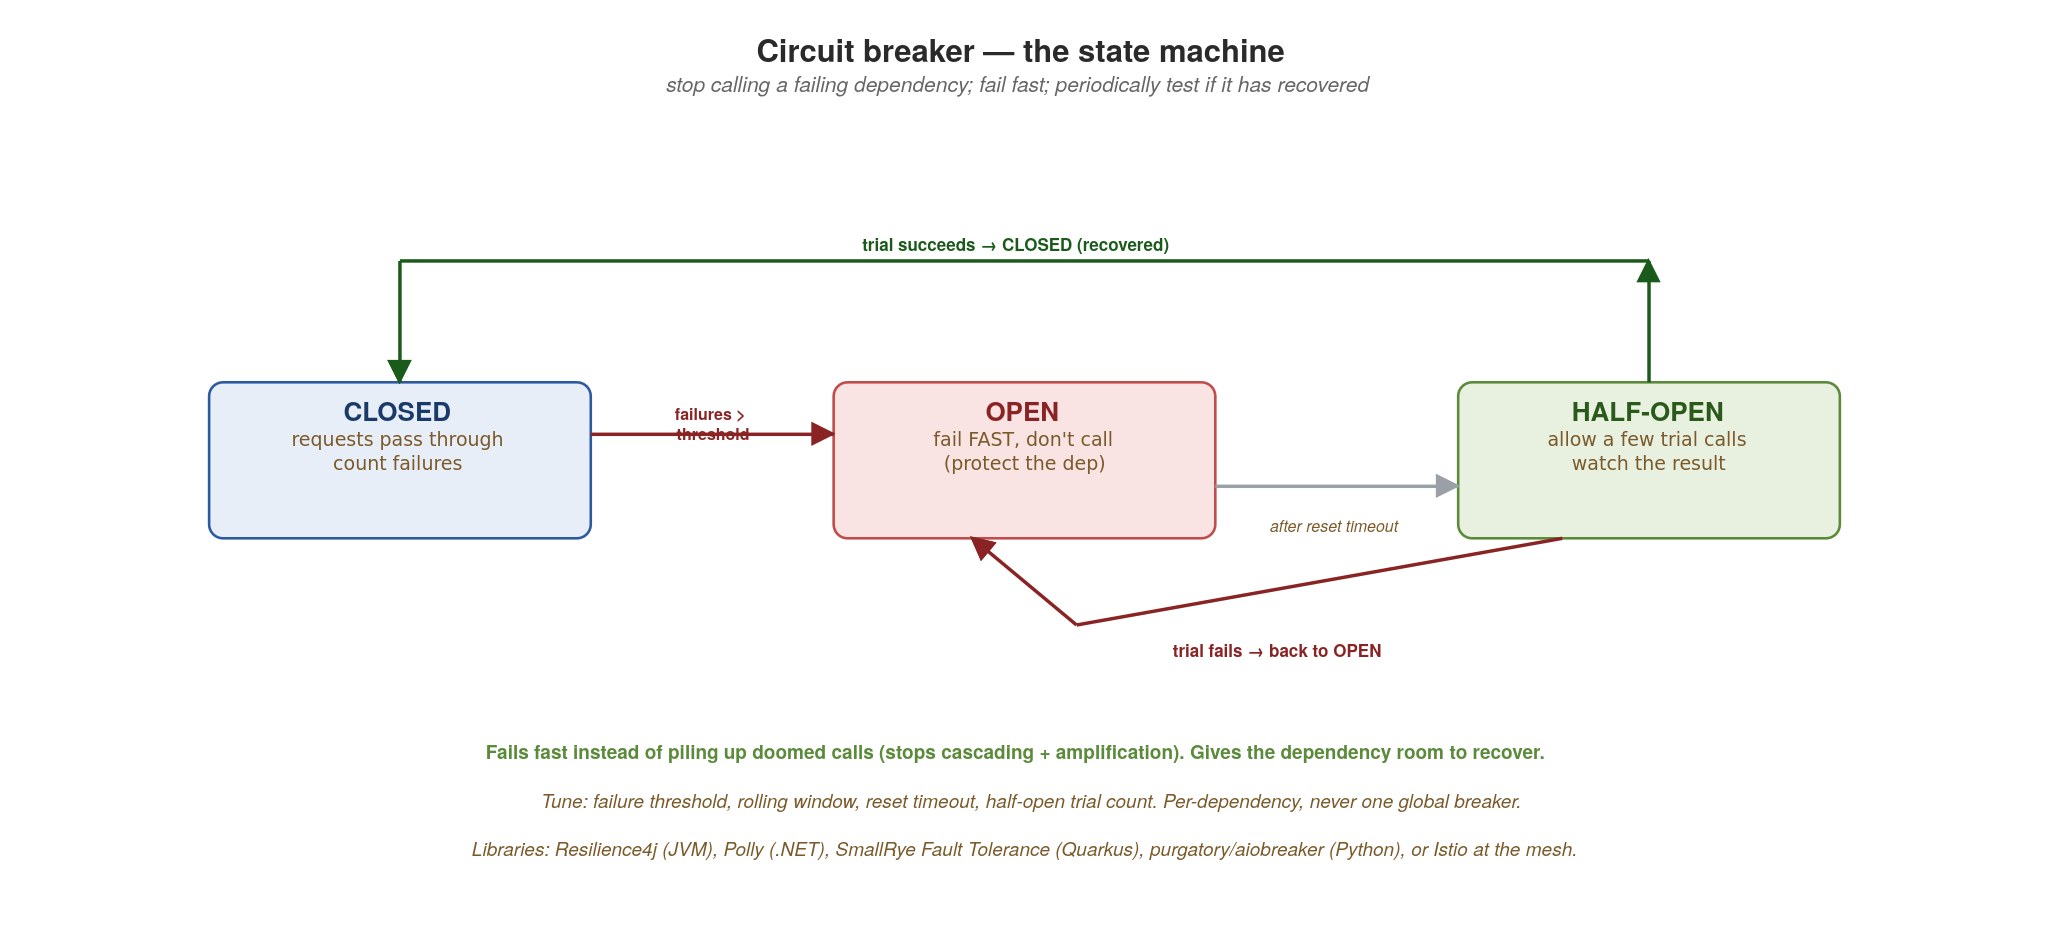 Circuit breaker — the state machine
stop calling a failing dependency; fail fast; periodically test if it has recovered
trial succeeds → CLOSED (recovered)
CLOSED
requests pass through
count failures
failures >
threshold
OPEN
fail FAST, don't call
(protect the dep)
HALF-OPEN
allow a few trial calls
watch the result
after reset timeout
trial fails → back to OPEN
Fails fast instead of piling up doomed calls (stops cascading + amplification). Gives the dependency room to recover.
Tune: failure threshold, rolling window, reset timeout, half-open trial count. Per-dependency, never one global breaker.
Libraries: Resilience4j (JVM), Polly (.NET), SmallRye Fault Tolerance (Quarkus), purgatory/aiobreaker (Python), or Istio at the mesh.